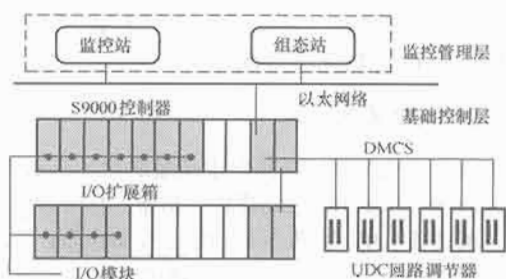 监控站
组态站
监控管理层
以太网络
S9000控制器
基础控制层
DMCS
I/O扩展箱
I/O模块
UDC回路调节器